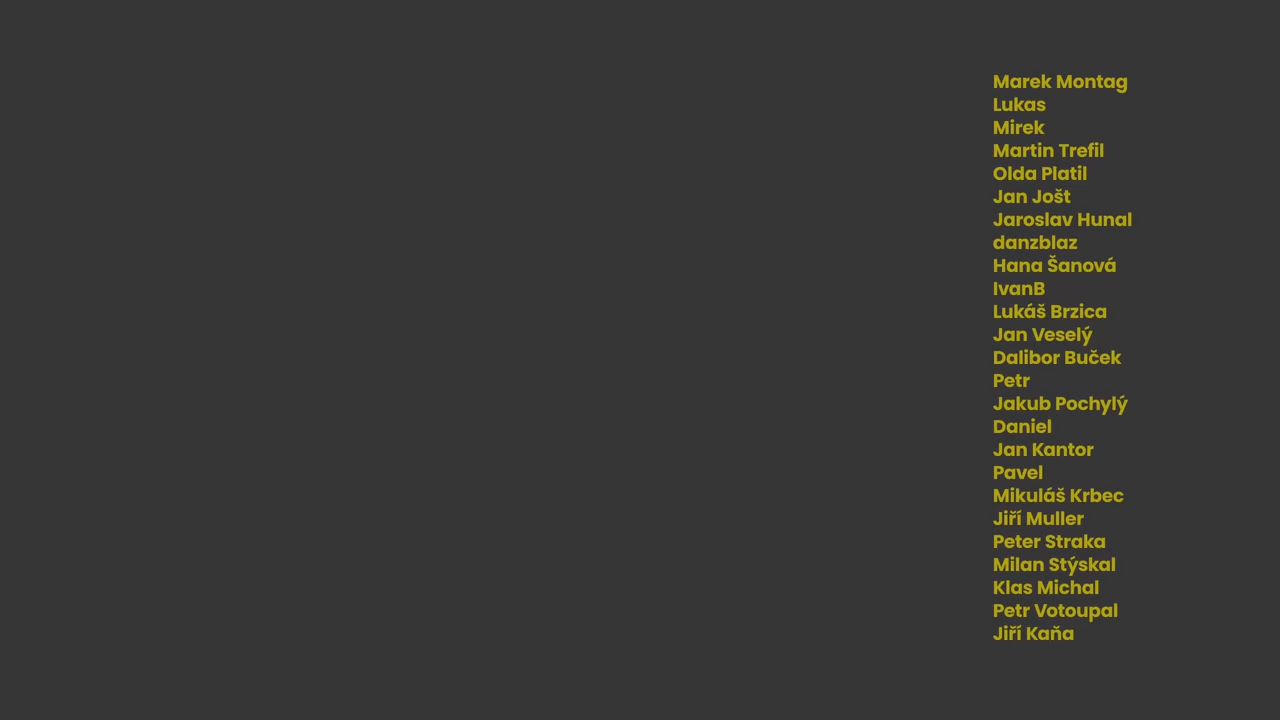 Marek Montag
Lukas
Mirek
Martin Trefil
Olda Platil
Jan Jošt
Jaroslav Hunal
danzblaz
Hana Šanová
IvanB
Lukáš Brzica
Jan Veselý
Dalibor Buček
Petr
Jakub Pochylý
Daniel
Jan Kantor
Pavel
Mikuláš Krbec
Jiří Muller
Peter Straka
Milan Stýskal
Klas Michal
Petr Votoupal
Jiří Kaňa